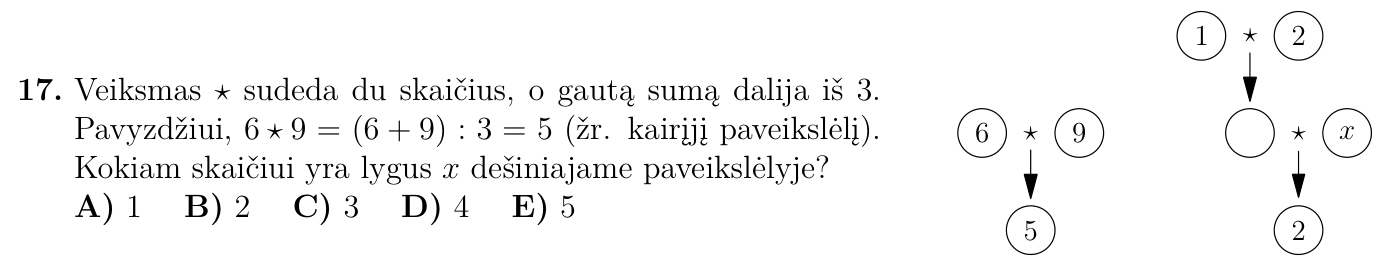 17. Veiksmas ⋆ sudeda du skaičius, o gautą sumą dalija iš 3.
Pavyzdžiui, 6 ⋆ 9 = (6 + 9) : 3 = 5 (žr. kairįjį paveikslėlį).
Kokiam skaičiui yra lygus x dešiniajame paveikslėlyje?
A) 1 B) 2 C) 3 D) 4 E) 5
6 ⋆ 9
5
1 ⋆ 2
⋆ x
2